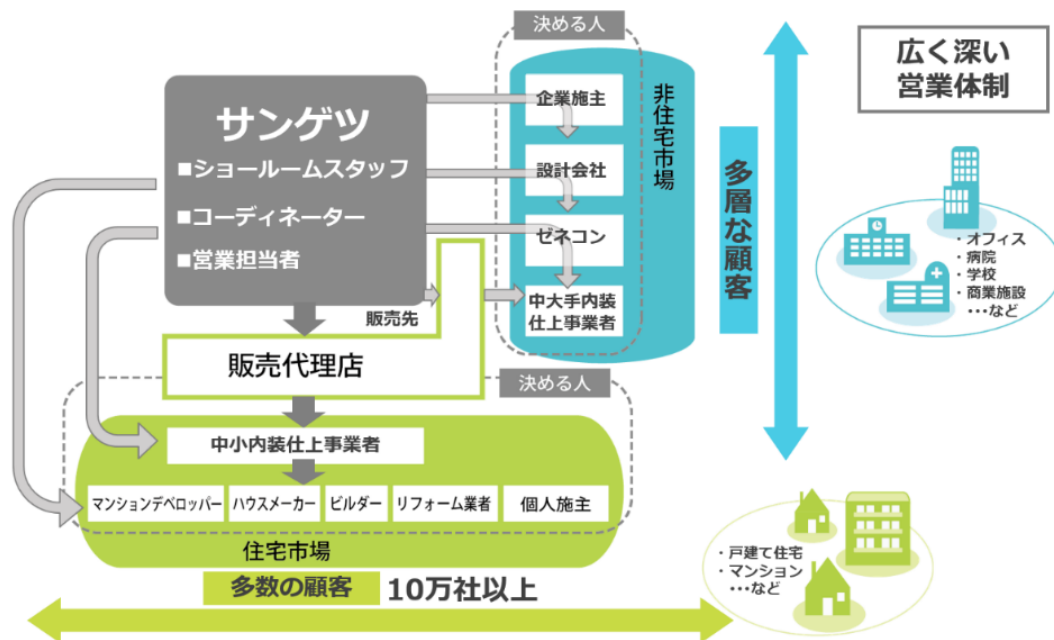 決める人
広く深い
営業体制
サンゲツ
■ショールームスタッフ
■コーディネーター
■営業担当者
企業施主
設計会社
ゼネコン
中大手内装
仕上事業者
非住宅市場
多層な顧客
・オフィス
・病院
・学校
・商業施設
・・・など
販売先
販売代理店
決める人
中小内装仕上事業者
マンションデベロッパー
ハウスメーカー
ビルダー
リフォーム業者
個人施主
住宅市場
多数の顧客
10万社以上
・戸建て住宅
・マンション
・・・など